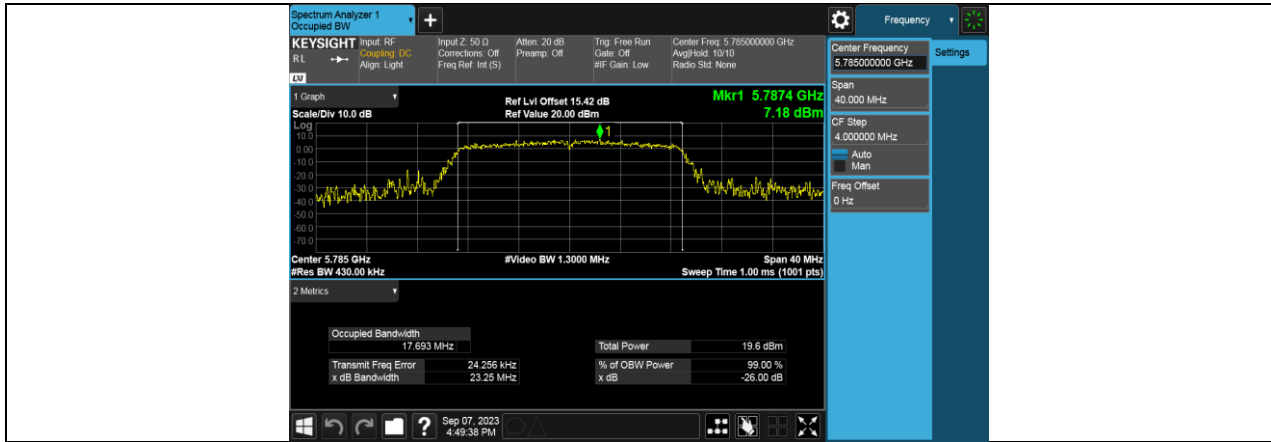 Spectrum Analyzer 1
Occupied BW
+
Frequency
KEYSIGHT
R L
LXI
Input: RF
Coupling: DC
Align: Light
Input Z: 50 Ω
Corrections: Off
Freq Ref: Int (S)
Atten: 20 dB
Preamp: Off
Trig: Free Run
Gate: Off
#IF Gain: Low
Center Freq: 5.785000000 GHz
Avg|Hold: 10/10
Radio Std: None
Center Frequency
5.785000000 GHz
Settings
Span
40.000 MHz
CF Step
4.000000 MHz
Auto
Man
Freq Offset
0 Hz
1 Graph
Scale/Div 10.0 dB
Ref Lvl Offset 15.42 dB
Ref Value 20.00 dBm
Mkr1 5.7874 GHz
7.18 dBm
Log
10.0
0.00
-10.0
-20.0
-30.0
-40.0
-50.0
-60.0
-70.0
1
Center 5.785 GHz
#Video BW 1.3000 MHz
Span 40 MHz
#Res BW 430.00 kHz
Sweep Time 1.00 ms (1001 pts)
2 Metrics
Occupied Bandwidth
17.693 MHz
Total Power 19.6 dBm
Transmit Freq Error 24.256 kHz
% of OBW Power 99.00 %
x dB Bandwidth 23.25 MHz
x dB -26.00 dB
?
Sep 07, 2023
4:49:38 PM